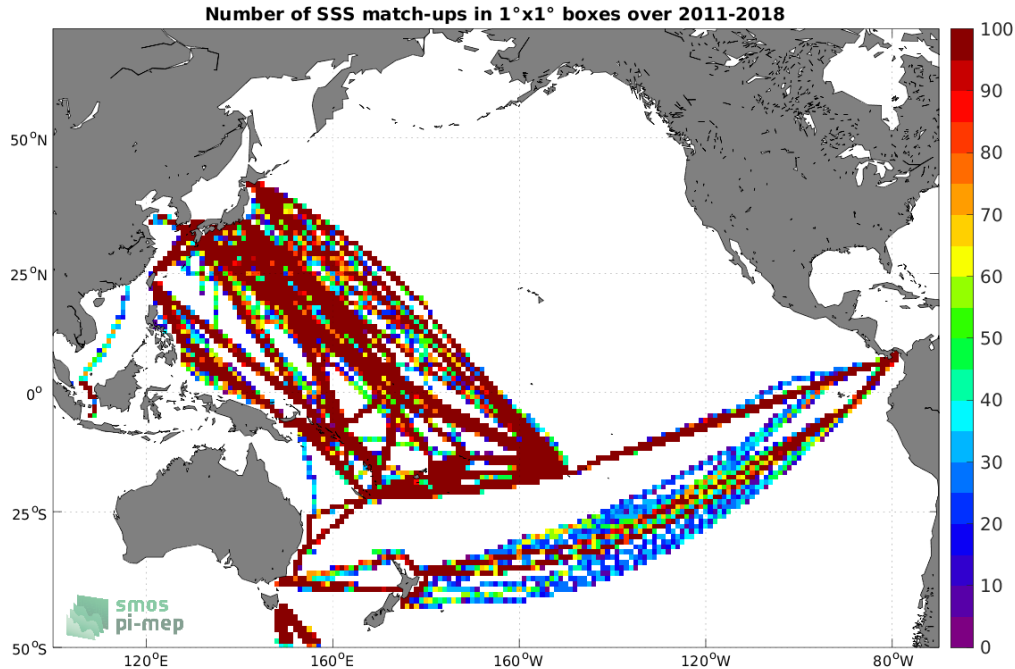 Number of SSS match-ups in 1°x1° boxes over 2011-2018
100
90
80
70
60
50
40
30
20
10
0
50°N
25°N
0°
25°S
50°S
120°E
160°E
160°W
120°W
80°W
smos
pi-mep